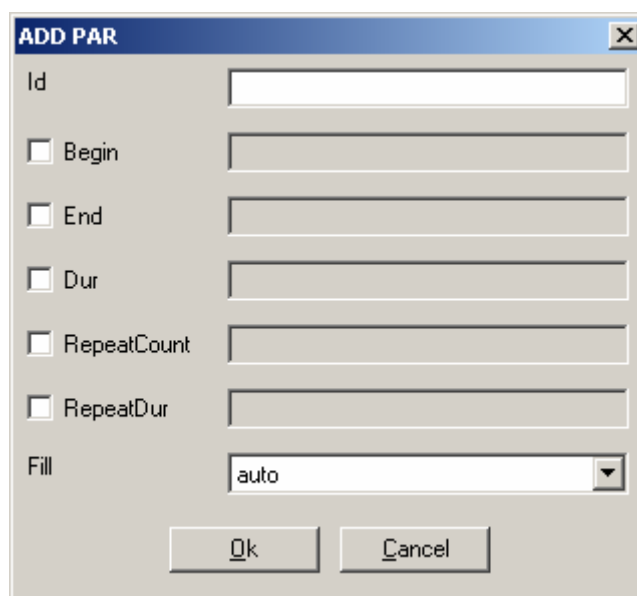 ADD PAR
Id
Begin
End
Dur
RepeatCount
RepeatDur
Fill auto
Ok Cancel